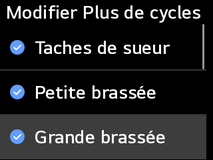 Modifier Plus de cycles
Taches de sueur
Petite brassée
Grande brassée